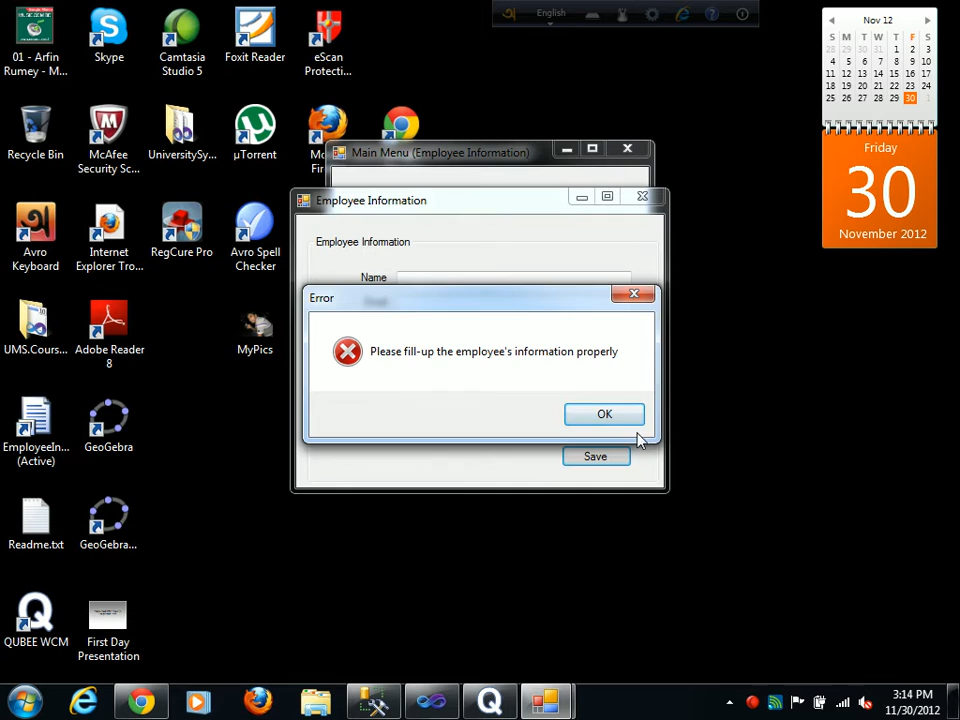 01 - Arfin
Rumey - M...
Skype
Camtasia
Studio 5
Foxit Reader
eScan
Protecti...
English
Recycle Bin
McAfee
Security Sc...
UniversitySy...
µTorrent
Avro
Keyboard
Internet
Explorer Tro...
RegCure Pro
Avro Spell
Checker
UMS.Cours...
Adobe Reader
8
MyPics
EmployeeIn...
(Active)
GeoGebra
Readme.txt
GeoGebra...
QUBEE WCM
First Day
Presentation
Main Menu (Employee Information)
Employee Information
Employee Information
Name
Email
Error
Please fill-up the employee's information properly
OK
Save
Nov 12
S M T W T F S
28 29 30 31 1 2 3
4 5 6 7 8 9 10
11 12 13 14 15 16 17
18 19 20 21 22 23 24
25 26 27 28 29 30 1
Friday
30
November 2012
3:14 PM
11/30/2012